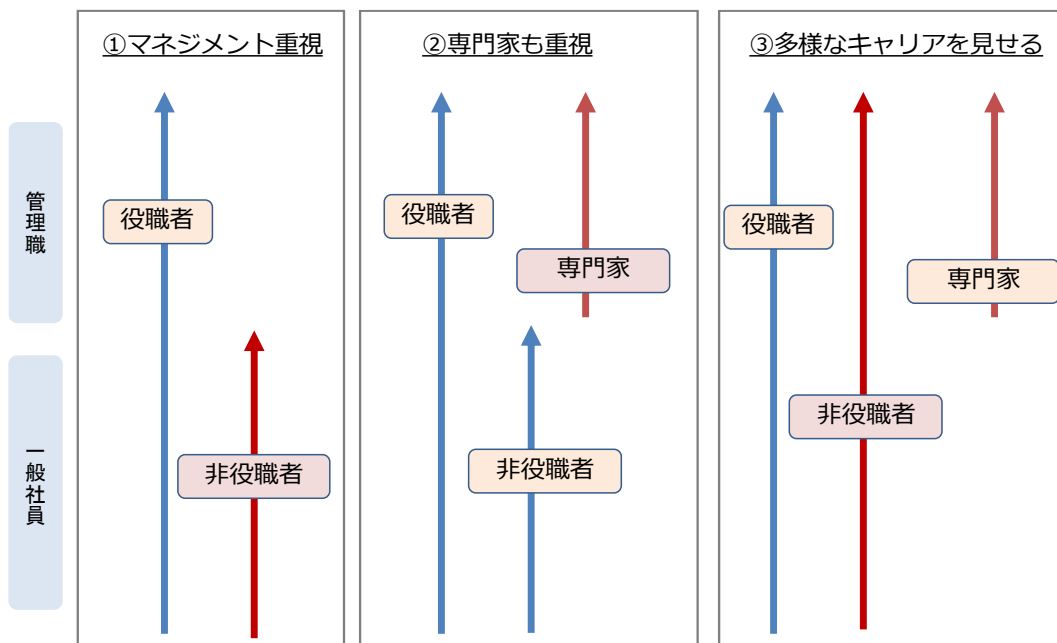 ①マネジメント重視
②専門家も重視
③多様なキャリアを見せる
管理職
役職者
役職者
専門家
役職者
専門家
一般社員
非役職者
非役職者
非役職者